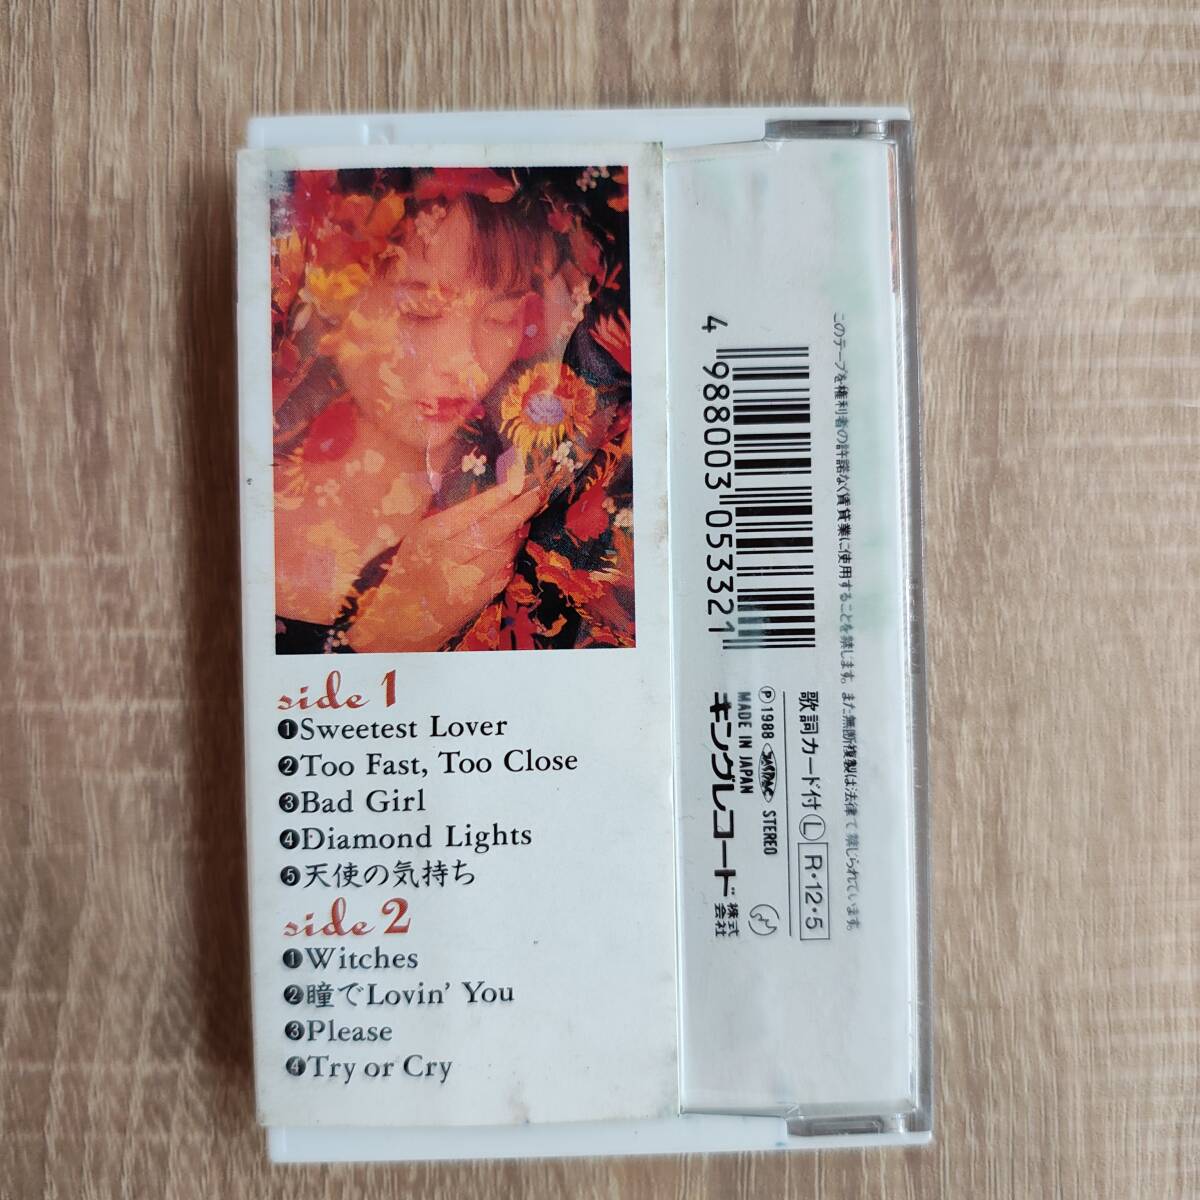 side 1
❶Sweetest Lover
❷Too Fast, Too Close
❸Bad Girl
❹Diamond Lights
❺天使の気持ち
side 2
❶Witches
❷瞳でLovin' You
❸Please
❹Try or Cry
このテープを権利者の許諾なく賃貸業に使用することを禁じます。また無断複製は法律で禁じられています。
4 988003 053321
歌詞カード付 Ⓛ R・12・5
Ⓟ1988 JASRAC STEREO
MADE IN JAPAN
キングレコード株式会社